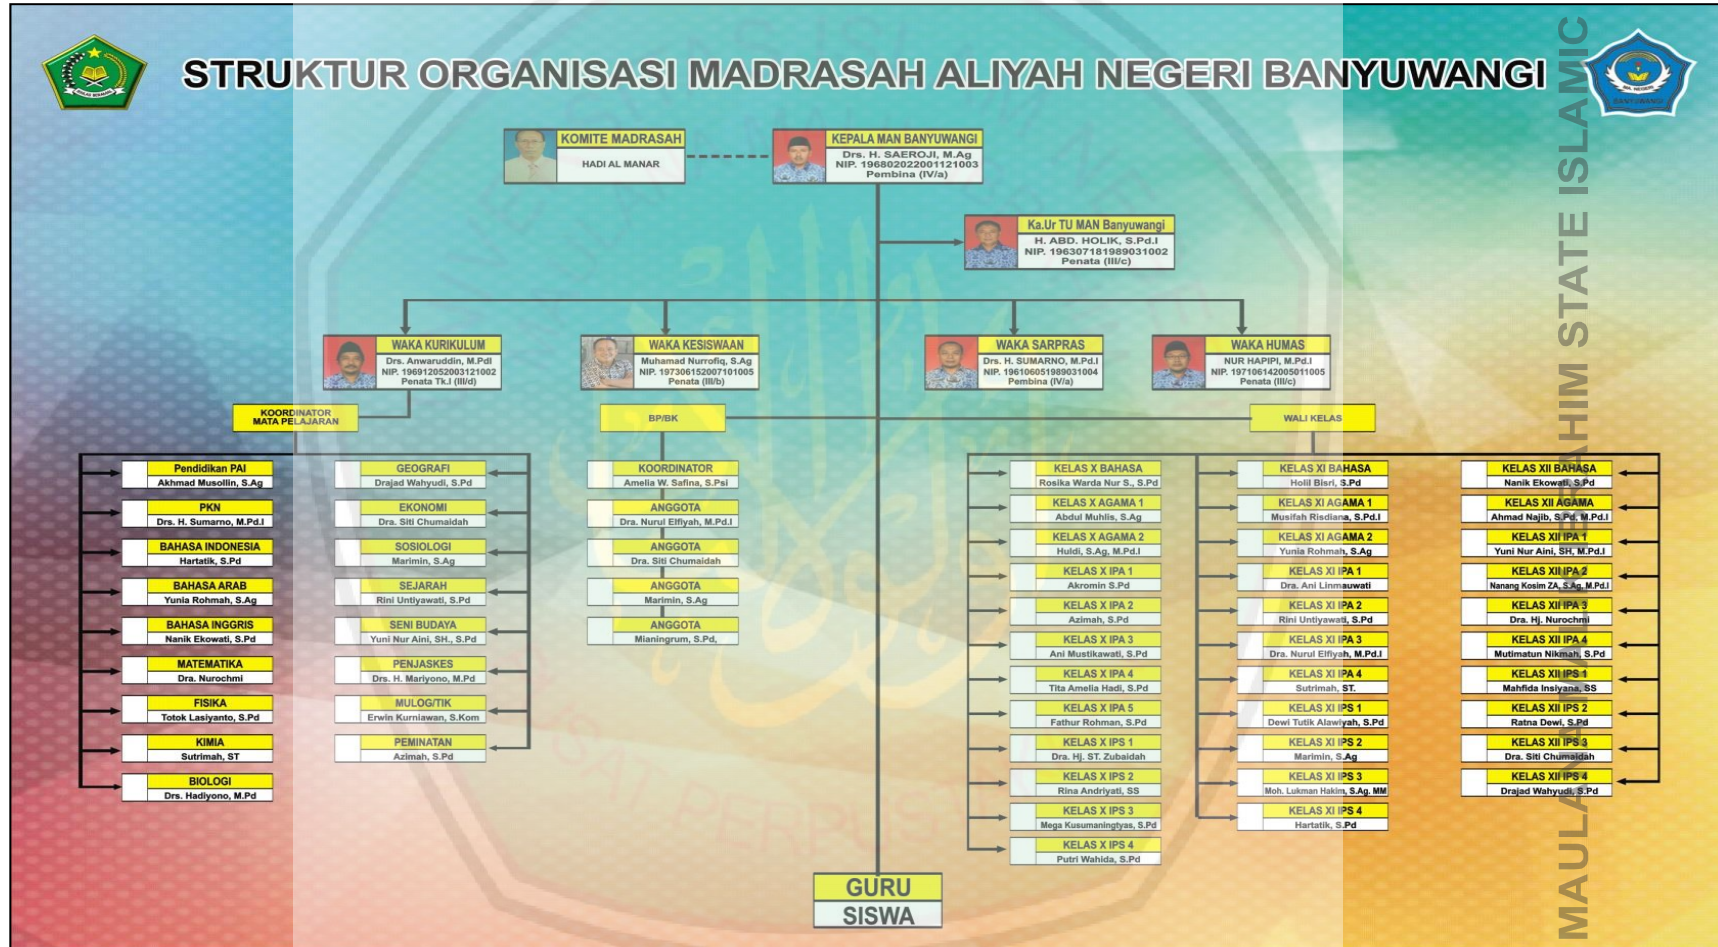 STRUKTUR ORGANISASI MADRASAH ALIYAH NEGERI BANYUWANGI
IKHLAS BERAMAL
MA. NEGERI
BANYUWANGI
KOMITE MADRASAH
HADI AL MANAR
KEPALA MAN BANYUWANGI
Drs. H. SAEROJI, M.Ag
NIP. 196802022001121003
Pembina (IV/a)
Ka.Ur TU MAN Banyuwangi
H. ABD. HOLIK, S.Pd.I
NIP. 196307181989031002
Penata (III/c)
WAKA KURIKULUM
Drs. Anwaruddin, M.PdI
NIP. 196912052003121002
Penata Tk.I (III/d)
WAKA KESISWAAN
Muhamad Nurrofiq, S.Ag
NIP. 197306152007101005
Penata (III/b)
WAKA SARPRAS
Drs. H. SUMARNO, M.Pd.I
NIP. 196106051989031004
Pembina (IV/a)
WAKA HUMAS
NUR HAPIPI, M.Pd.I
NIP. 197106142005011005
Penata (III/c)
KOORDINATOR
MATA PELAJARAN
BP/BK
WALI KELAS
Pendidikan PAI
Akhmad Musollin, S.Ag
PKN
Drs. H. Sumarno, M.Pd.I
BAHASA INDONESIA
Hartatik, S.Pd
BAHASA ARAB
Yunia Rohmah, S.Ag
BAHASA INGGRIS
Nanik Ekowati, S.Pd
MATEMATIKA
Dra. Nurochmi
FISIKA
Totok Lasiyanto, S.Pd
KIMIA
Sutrimah, ST
BIOLOGI
Drs. Hadiyono, M.Pd
GEOGRAFI
Drajad Wahyudi, S.Pd
EKONOMI
Dra. Siti Chumaidah
SOSIOLOGI
Marimin, S.Ag
SEJARAH
Rini Untiyawati, S.Pd
SENI BUDAYA
Yuni Nur Aini, SH., S.Pd
PENJASKES
Drs. H. Mariyono, M.Pd
MULOG/TIK
Erwin Kurniawan, S.Kom
PEMINATAN
Azimah, S.Pd
KOORDINATOR
Amelia W. Safina, S.Psi
ANGGOTA
Dra. Nurul Elfiyah, M.Pd.I
ANGGOTA
Dra. Siti Chumaidah
ANGGOTA
Marimin, S.Ag
ANGGOTA
Mianingrum, S.Pd,
KELAS X BAHASA
Rosika Warda Nur S., S.Pd
KELAS X AGAMA 1
Abdul Muhlis, S.Ag
KELAS X AGAMA 2
Huldi, S.Ag, M.Pd.I
KELAS X IPA 1
Akromin S.Pd
KELAS X IPA 2
Azimah, S.Pd
KELAS X IPA 3
Ani Mustikawati, S.Pd
KELAS X IPA 4
Tita Amelia Hadi, S.Pd
KELAS X IPA 5
Fathur Rohman, S.Pd
KELAS X IPS 1
Dra. Hj. ST. Zubaidah
KELAS X IPS 2
Rina Andriyati, SS
KELAS X IPS 3
Mega Kusumaningtyas, S.Pd
KELAS X IPS 4
Putri Wahida, S.Pd
KELAS XI BAHASA
Holil Bisri, S.Pd
KELAS XI AGAMA 1
Musifah Risdiana, S.Pd.I
KELAS XI AGAMA 2
Yunia Rohmah, S.Ag
KELAS XI IPA 1
Dra. Ani Linmauwati
KELAS XI IPA 2
Rini Untiyawati, S.Pd
KELAS XI IPA 3
Dra. Nurul Elfiyah, M.Pd.I
KELAS XI IPA 4
Sutrimah, ST.
KELAS XI IPS 1
Dewi Tutik Alawiyah, S.Pd
KELAS XI IPS 2
Marimin, S.Ag
KELAS XI IPS 3
Moh. Lukman Hakim, S.Ag. MM
KELAS XI IPS 4
Hartatik, S.Pd
KELAS XII BAHASA
Nanik Ekowati, S.Pd
KELAS XII AGAMA
Ahmad Najib, S.Pd, M.Pd.I
KELAS XII IPA 1
Yuni Nur Aini, SH, M.Pd.I
KELAS XII IPA 2
Nanang Kosim ZA, S.Ag, M.Pd.I
KELAS XII IPA 3
Dra. Hj. Nurochmi
KELAS XII IPA 4
Mutimatun Nikmah, S.Pd
KELAS XII IPS 1
Mahfida Insiyana, SS
KELAS XII IPS 2
Ratna Dewi, S.Pd
KELAS XII IPS 3
Dra. Siti Chumaidah
KELAS XII IPS 4
Drajad Wahyudi, S.Pd
GURU
SISWA
MAULANA MALIK IBRAHIM STATE ISLAMIC